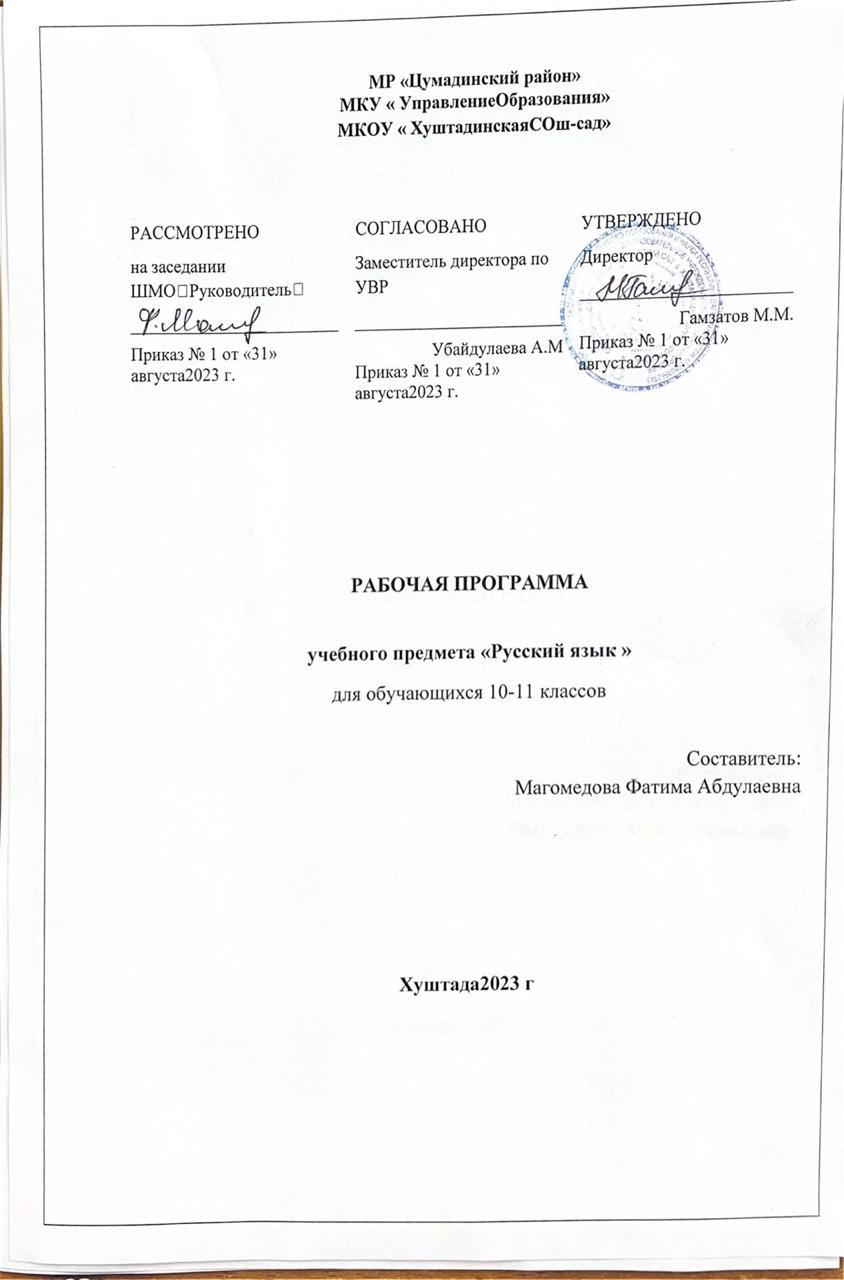 МР «Цумадинский район»
МКУ « УправлениеОбразования»
МКОУ « ХуштадинскаяСОш-сад»
РАССМОТРЕНО
на заседании
ШМО□Руководитель□
Приказ № 1 от «31»
августа2023 г.
СОГЛАСОВАНО
Заместитель директора по
УВР
Убайдулаева А.М
Приказ № 1 от «31»
августа2023 г.
УТВЕРЖДЕНО
Директор
Гамзатов М.М.
Приказ № 1 от «31»
августа2023 г.
РАБОЧАЯ ПРОГРАММА
учебного предмета «Русский язык »
для обучающихся 10-11 классов
Составитель:
Магомедова Фатима Абдулаевна
Хуштада2023 г